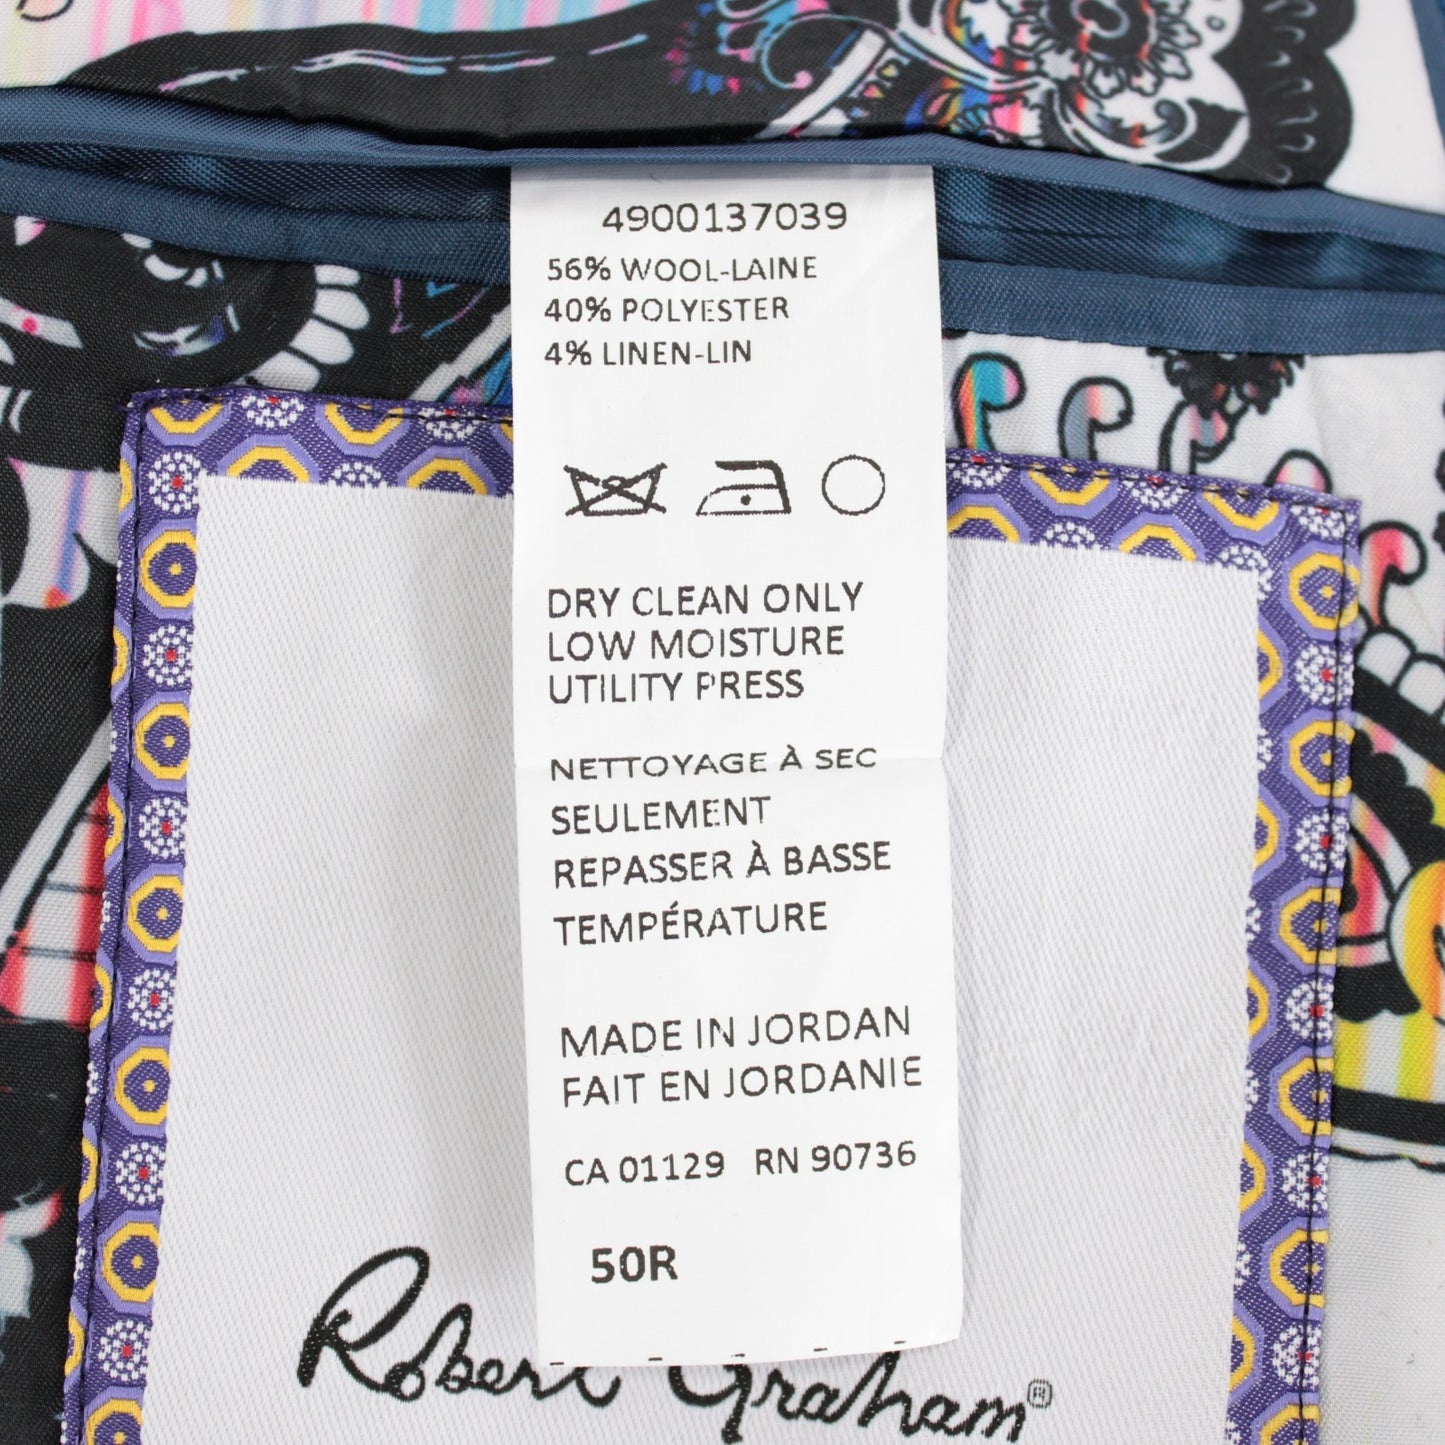 4900137039
56% WOOL-LAINE
40% POLYESTER
4% LINEN-LIN
DRY CLEAN ONLY
LOW MOISTURE
UTILITY PRESS
NETTOYAGE À SEC
SEULEMENT
REPASSER À BASSE
TEMPÉRATURE
MADE IN JORDAN
FAIT EN JORDANIE
CA 01129 RN 90736
50R
Robert Graham®